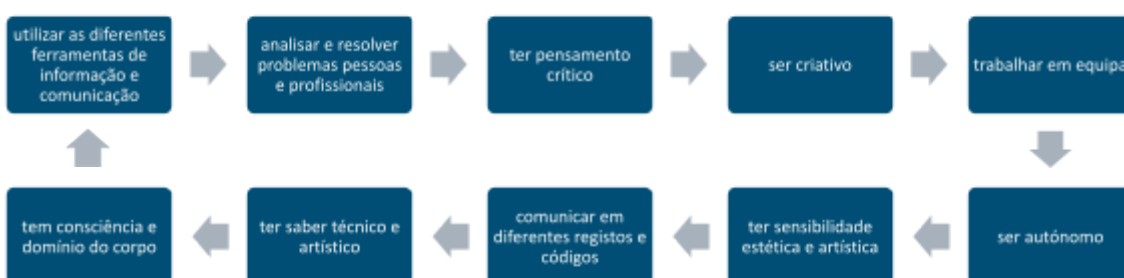 utilizar as diferentes
ferramentas de
informação e
comunicação
analisar e resolver
problemas pessoas
e profissionais
ter pensamento
crítico
ser criativo
trabalhar em equipa
ser autónomo
ter sensibilidade
estética e artística
comunicar em
diferentes registos e
códigos
ter saber técnico e
artístico
tem consciência e
domínio do corpo